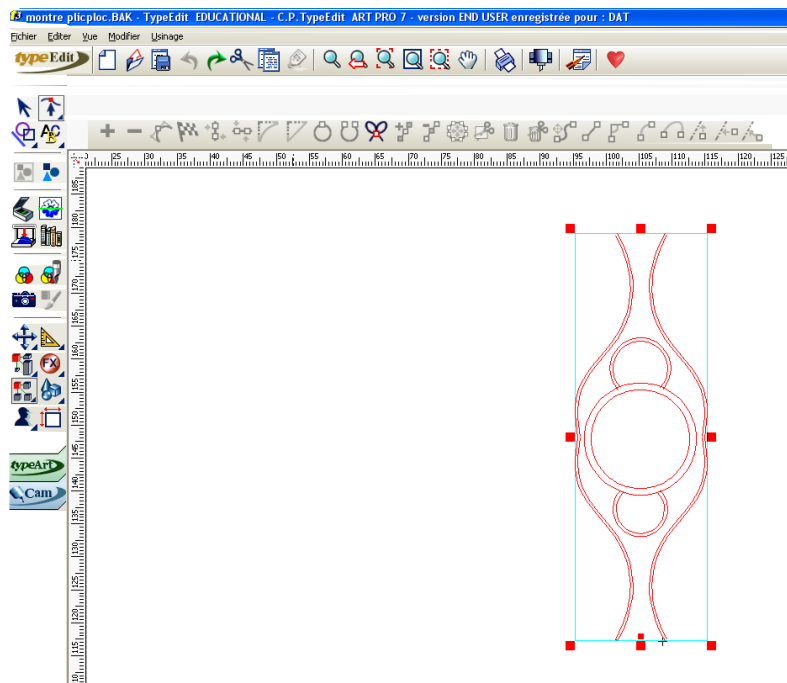 montre plicploc.BAK - TypeEdit EDUCATIONAL - C.P.TypeEdit ART PRO 7 - version END USER enregistrée pour : DAT
Fichier Editer Vue Modifier Usinage
typeEdit
ABC
25 30 35 40 45 50 55 60 65 70 75 80 85 90 95 100 105 110 115 120 125
185
180
175
170
165
160
155
150
145
140
135
130
125
120
115
FX
typeArt
Cam